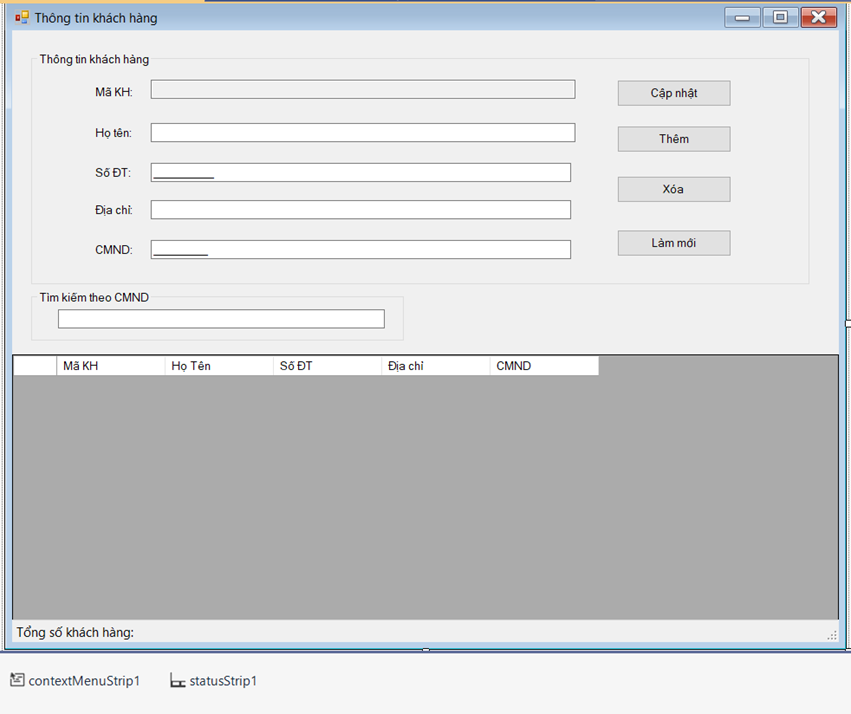 Thông tin khách hàng
Thông tin khách hàng
Mã KH:
Cập nhật
Họ tên:
Thêm
Số ĐT: __________
Xóa
Địa chỉ:
CMND: _________
Làm mới
Tìm kiếm theo CMND
Mã KH Họ Tên Số ĐT Địa chỉ CMND
Tổng số khách hàng:
contextMenuStrip1 statusStrip1